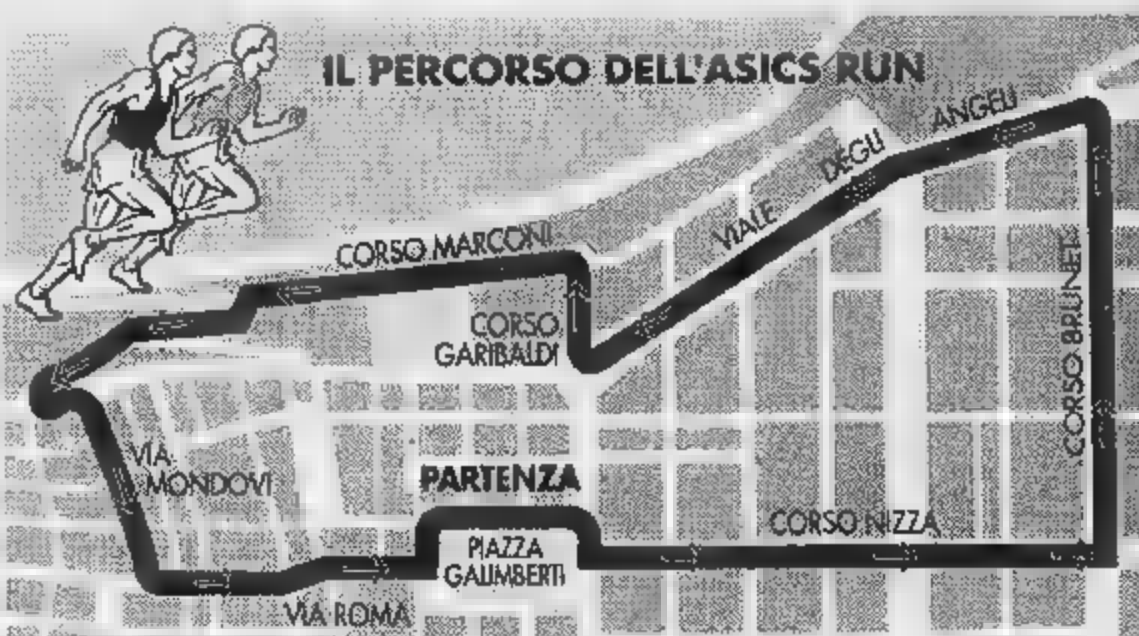 IL PERCORSO DELL'ASICS RUN
ANGELI
DEGLI
VIALE
CORSO MARCONI
CORSO
GARIBALDI
CORSO BRUNET
VIA
MONDOVI
PARTENZA
CORSO NIZZA
PIAZZA
GALIMBERTI
VIA ROMA